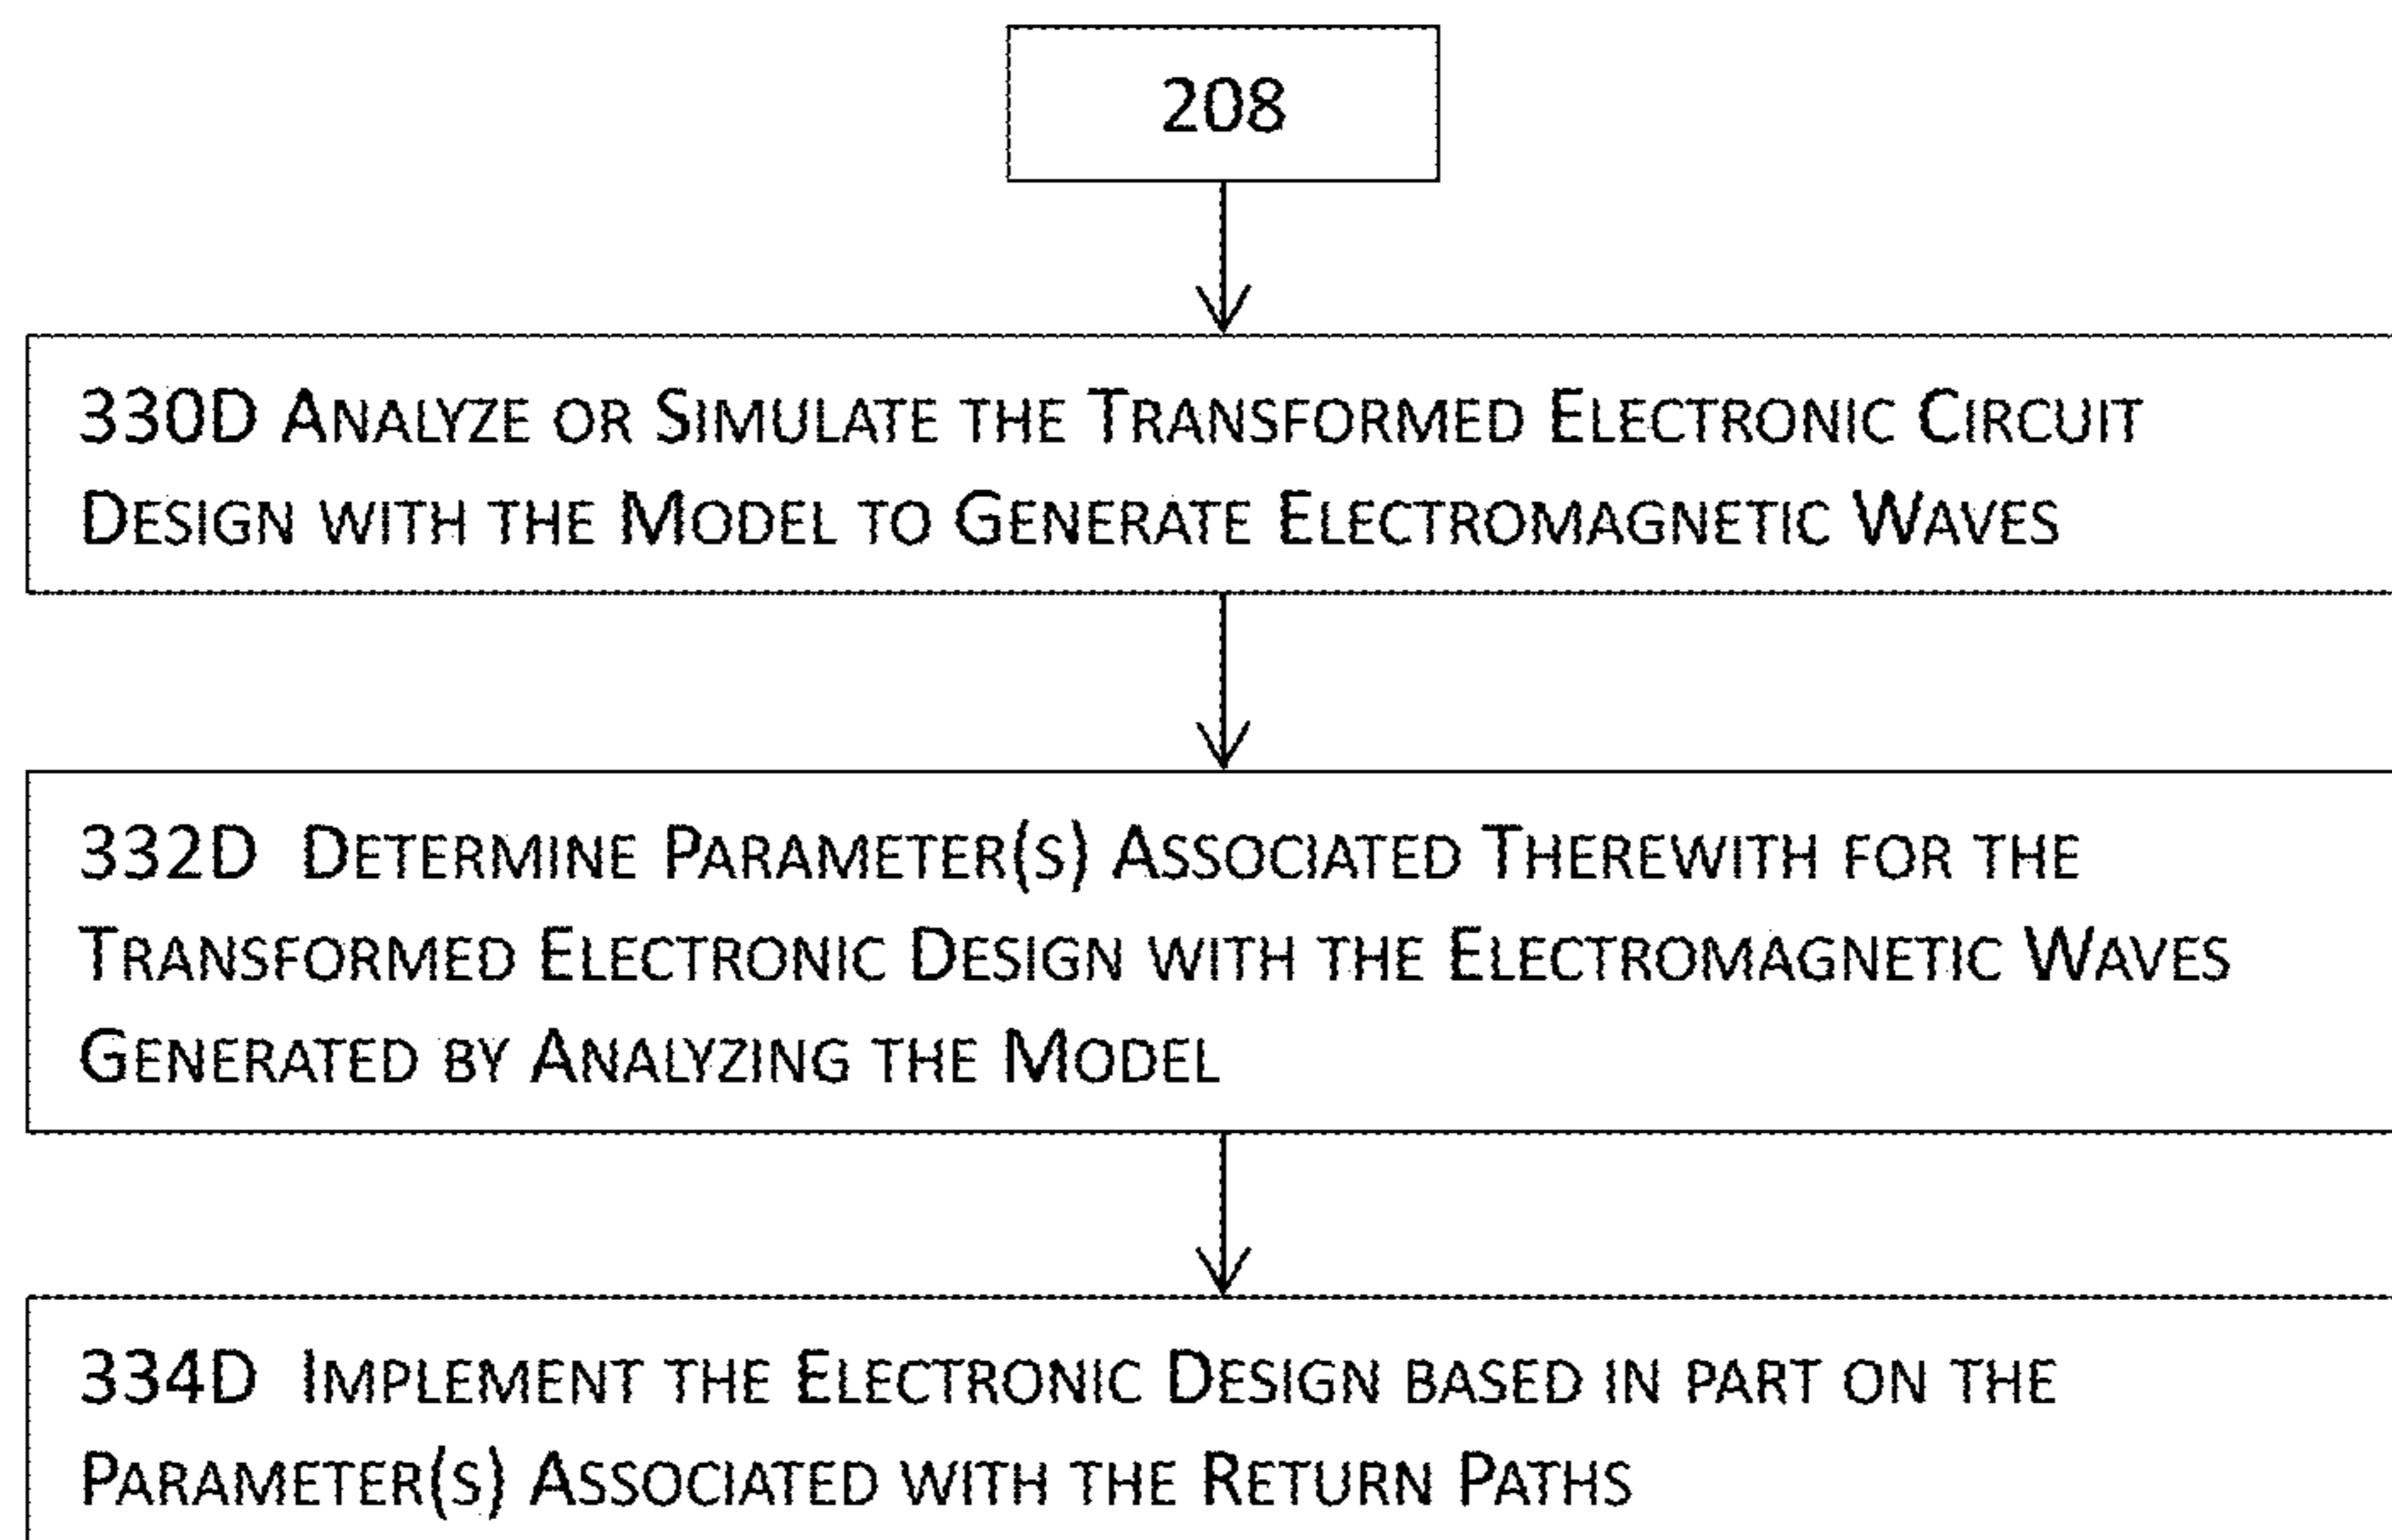 208
330D Analyze or Simulate the Transformed Electronic Circuit
Design with the Model to Generate Electromagnetic Waves
332D Determine Parameter(s) Associated Therewith for the
Transformed Electronic Design with the Electromagnetic Waves
Generated by Analyzing the Model
334D Implement the Electronic Design based in part on the
Parameter(s) Associated with the Return Paths